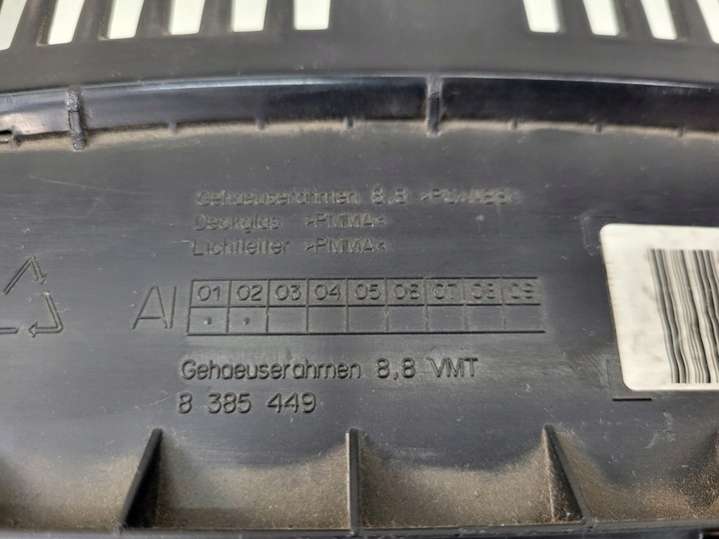 Gehaeuserahmen 8,8
Deckglas >PMMA<
Lichtleiter >PMMA<
AI 01 02 03 04 05 06 07 08 09
Gehaeuserahmen 8,8 VMT
8 385 449